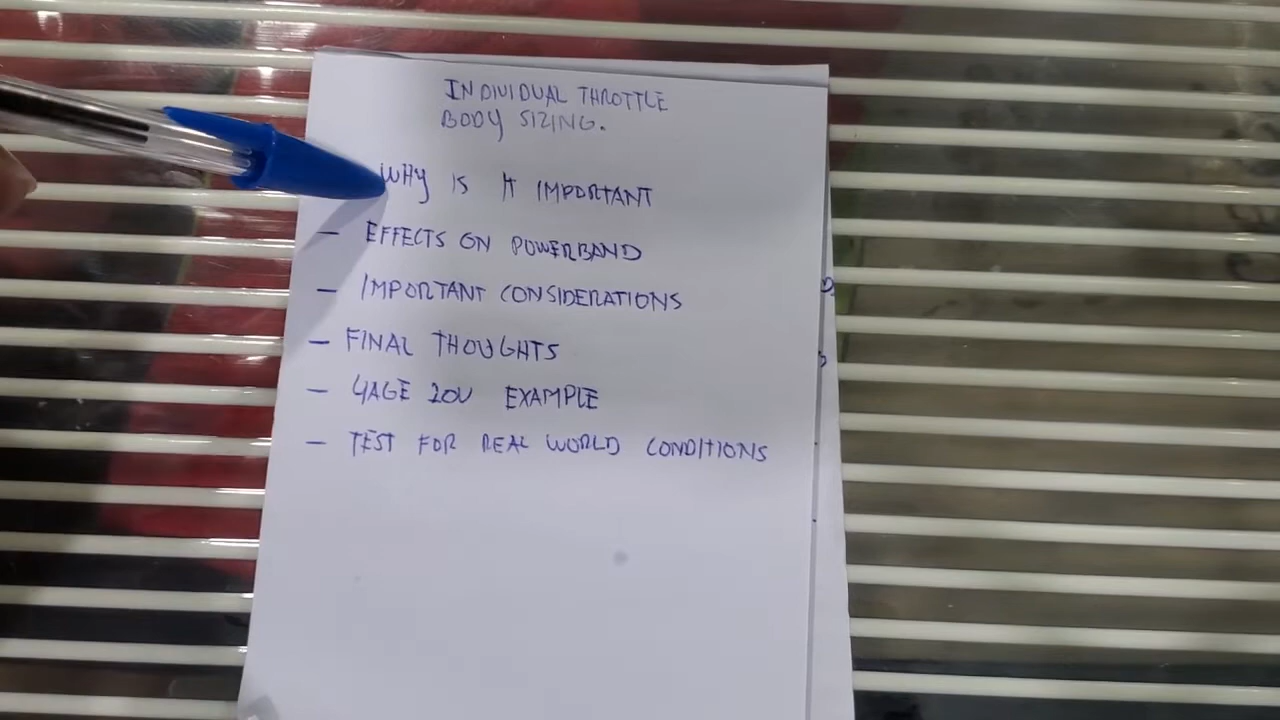 INDIVIDUAL THROTTLE
BODY SIZING.
WHY IS IT IMPORTANT
- EFFECTS ON POWERBAND
- IMPORTANT CONSIDERATIONS
- FINAL THOUGHTS
- 4AGE 20V EXAMPLE
- TEST FOR REAL WORLD CONDITIONS